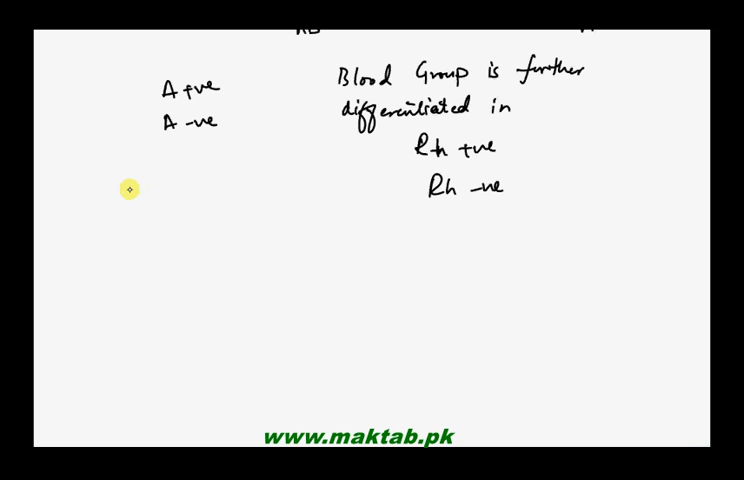 Blood Group is further
differentiated in
Rh +ve
Rh -ve
A +ve
A -ve
www.maktab.pk